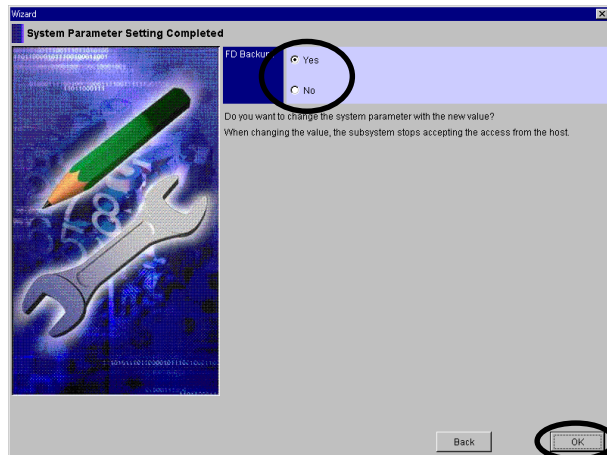 Wizard
System Parameter Setting Completed
FD Backup:
Yes
No
Do you want to change the system parameter with the new value?
When changing the value, the subsystem stops accepting the access from the host.
Back
OK